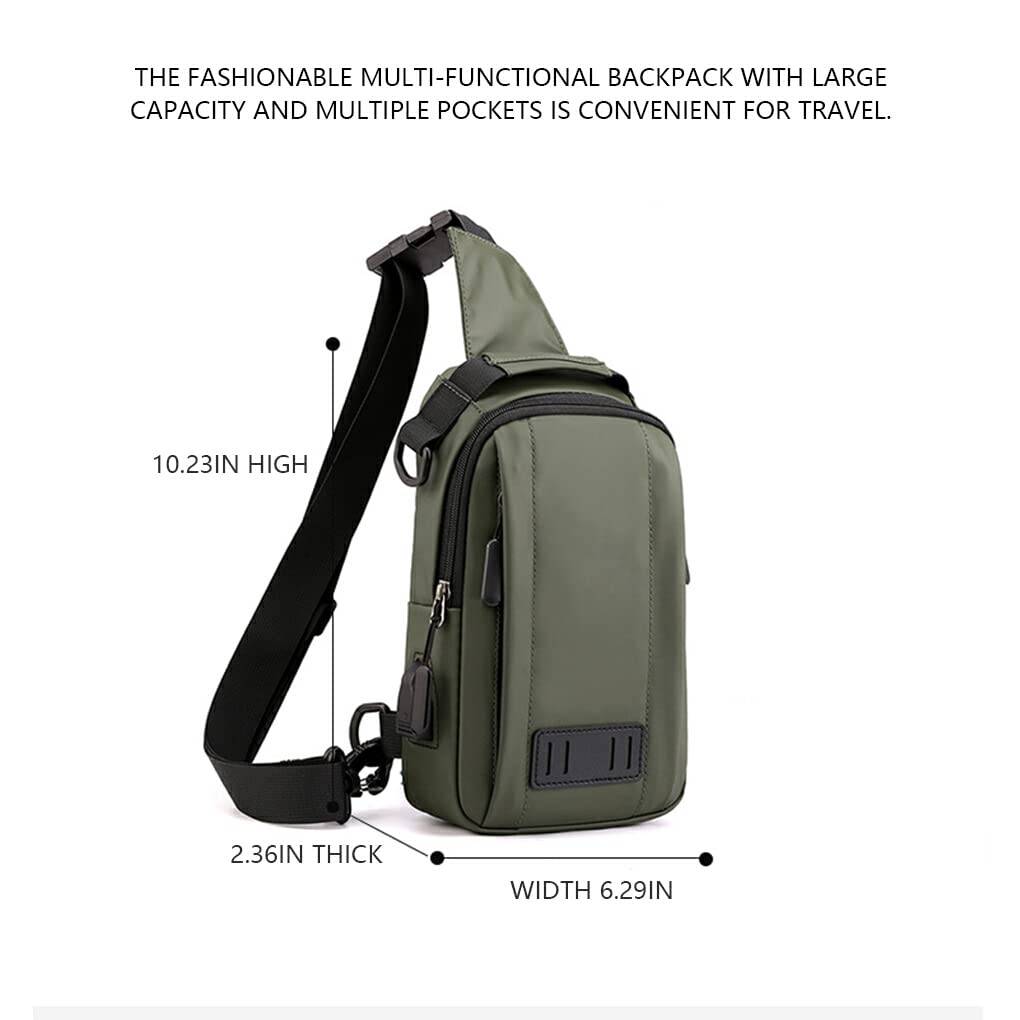 THE FASHIONABLE MULTI-FUNCTIONAL BACKPACK WITH LARGE
CAPACITY AND MULTIPLE POCKETS IS CONVENIENT FOR TRAVEL.
10.23IN HIGH
2.36IN THICK
WIDTH 6.29IN